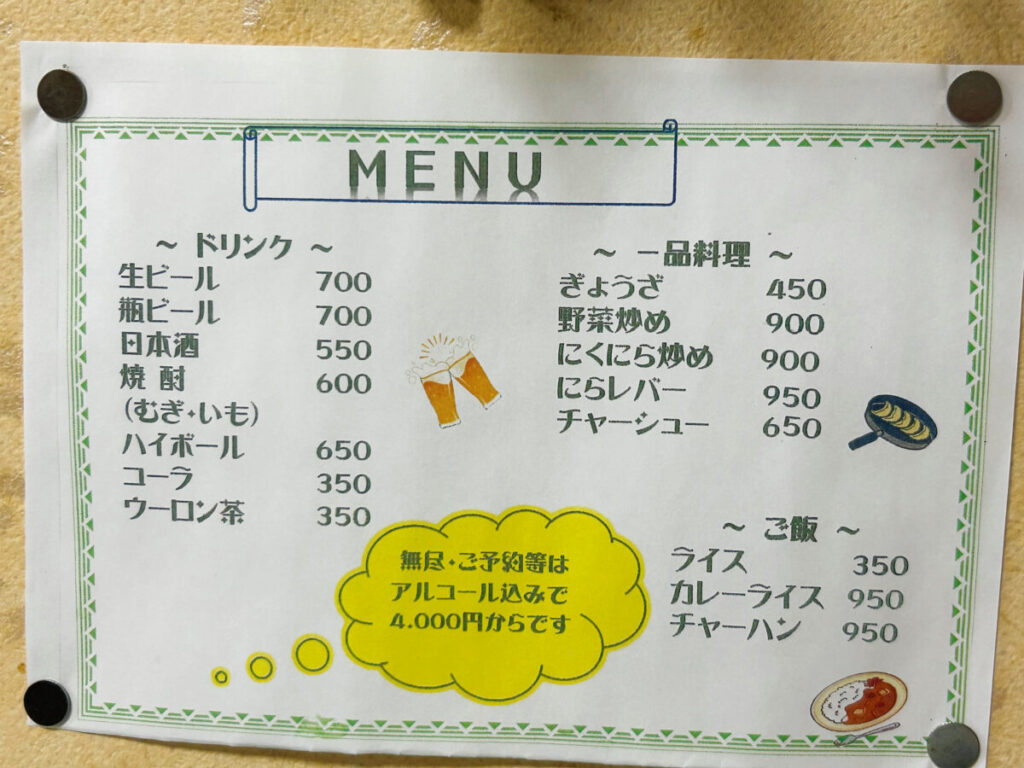 MENU
～ ドリンク ～
生ビール 700
瓶ビール 700
日本酒 550
焼 酎 600
（むぎ・いも）
ハイボール 650
コーラ 350
ウーロン茶 350
～ 一品料理 ～
ぎょうざ 450
野菜炒め 900
にくにら炒め 900
にらレバー 950
チャーシュー 650
～ ご飯 ～
ライス 350
カレーライス 950
チャーハン 950
無尽・ご予約等は
アルコール込みで
4.000円からです